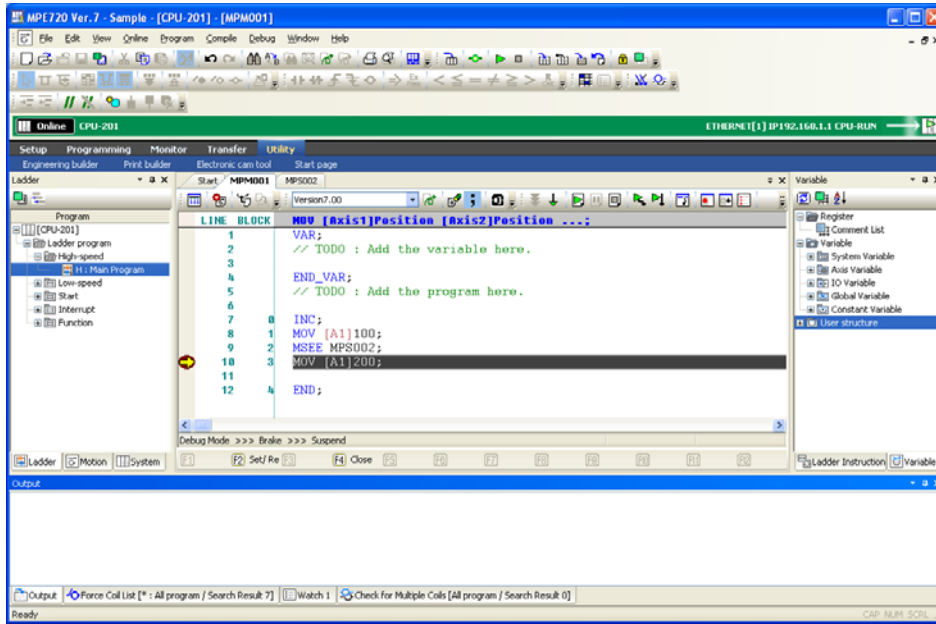 MPE720 Ver.7 - Sample - [CPU-201] - [MPM001]
File Edit View Online Program Compile Debug Window Help
Online CPU-201 ETHERNET[1] IP192.168.1.1 CPU-RUN
Setup Programming Monitor Transfer Utility
Engineering builder Print builder Electronic cam tool Start page
Ladder
Start MPM001 MPS002
Variable
Version7.00
Program
[CPU-201]
Ladder program
High-speed
H : Main Program
Low-speed
Start
Interrupt
Function
LINE BLOCK MOV [Axis1]Position [Axis2]Position ...;
1 VAR;
2 // TODO : Add the variable here.
3
4 END_VAR;
5 // TODO : Add the program here.
6
7 0 INC;
8 1 MOV [A1]100;
9 2 MSEE MPS002;
10 3 MOV [A1]200;
11
12 4 END;
Register
Comment List
Variable
System Variable
Axis Variable
IO Variable
Global Variable
Constant Variable
User structure
Debug Mode >>> Brake >>> Suspend
Ladder Motion System
F1 F2 Set/Re F3 F4 Close F5 F6 F7 F8 F9 F10 F11 F12
Ladder Instruction Variable
Output
Output Force Coil List [* : All program / Search Result 7] Watch 1 Check for Multiple Coils [All program / Search Result 0]
Ready CAP NUM SCRL